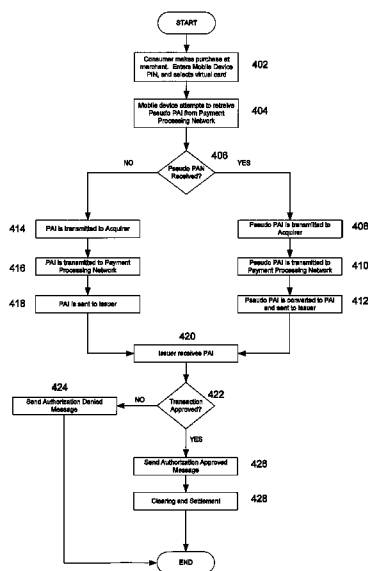 START
Consumer makes purchase at
merchant. Enters Mobile Device
PIN, and selects virtual card
402
Mobile device attempts to retreive
Pseudo PAI from Payment
Processing Network
404
406
Pseudo PAN
Received?
NO
YES
414
PAI is transmitted to Acquirer
Pseudo PAI is transmitted to
Acquirer
408
416
PAI is transmitted to Payment
Processing Network
Pseudo PAI is transmitted to
Payment Processing Network
410
418
PAI is sent to Issuer
Pseudo PAI is converted to PAI
and sent to Issuer
412
420
Issuer receives PAI
424
422
Send Authorization Denied
Message
NO
Transaction
Approved?
YES
Send Authorization Approved
Message
426
Clearing and Settlement
428
END